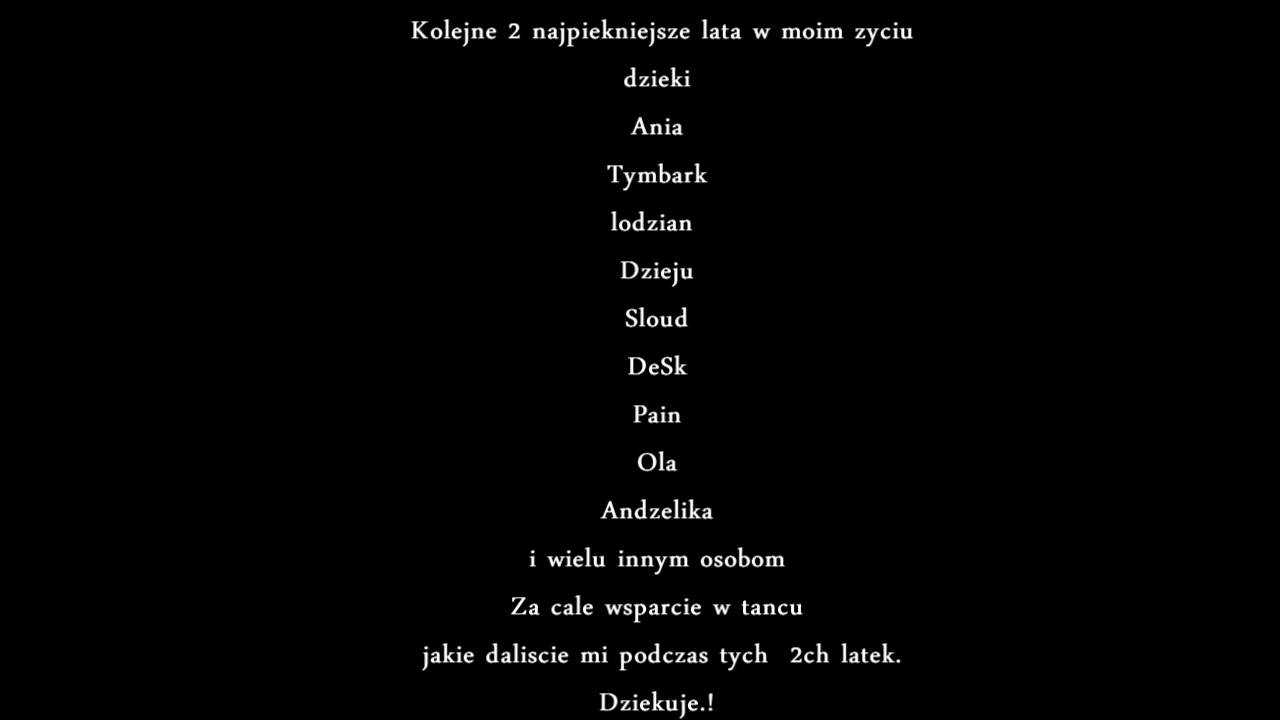 Kolejne 2 najpiekniejsze lata w moim zyciu
dzieki
Ania
Tymbark
lodzian
Dzieju
Sloud
DeSk
Pain
Ola
Andzelika
i wielu innym osobom
Za cale wsparcie w tancu
jakie daliscie mi podczas tych 2ch latek.
Dziekuje.!